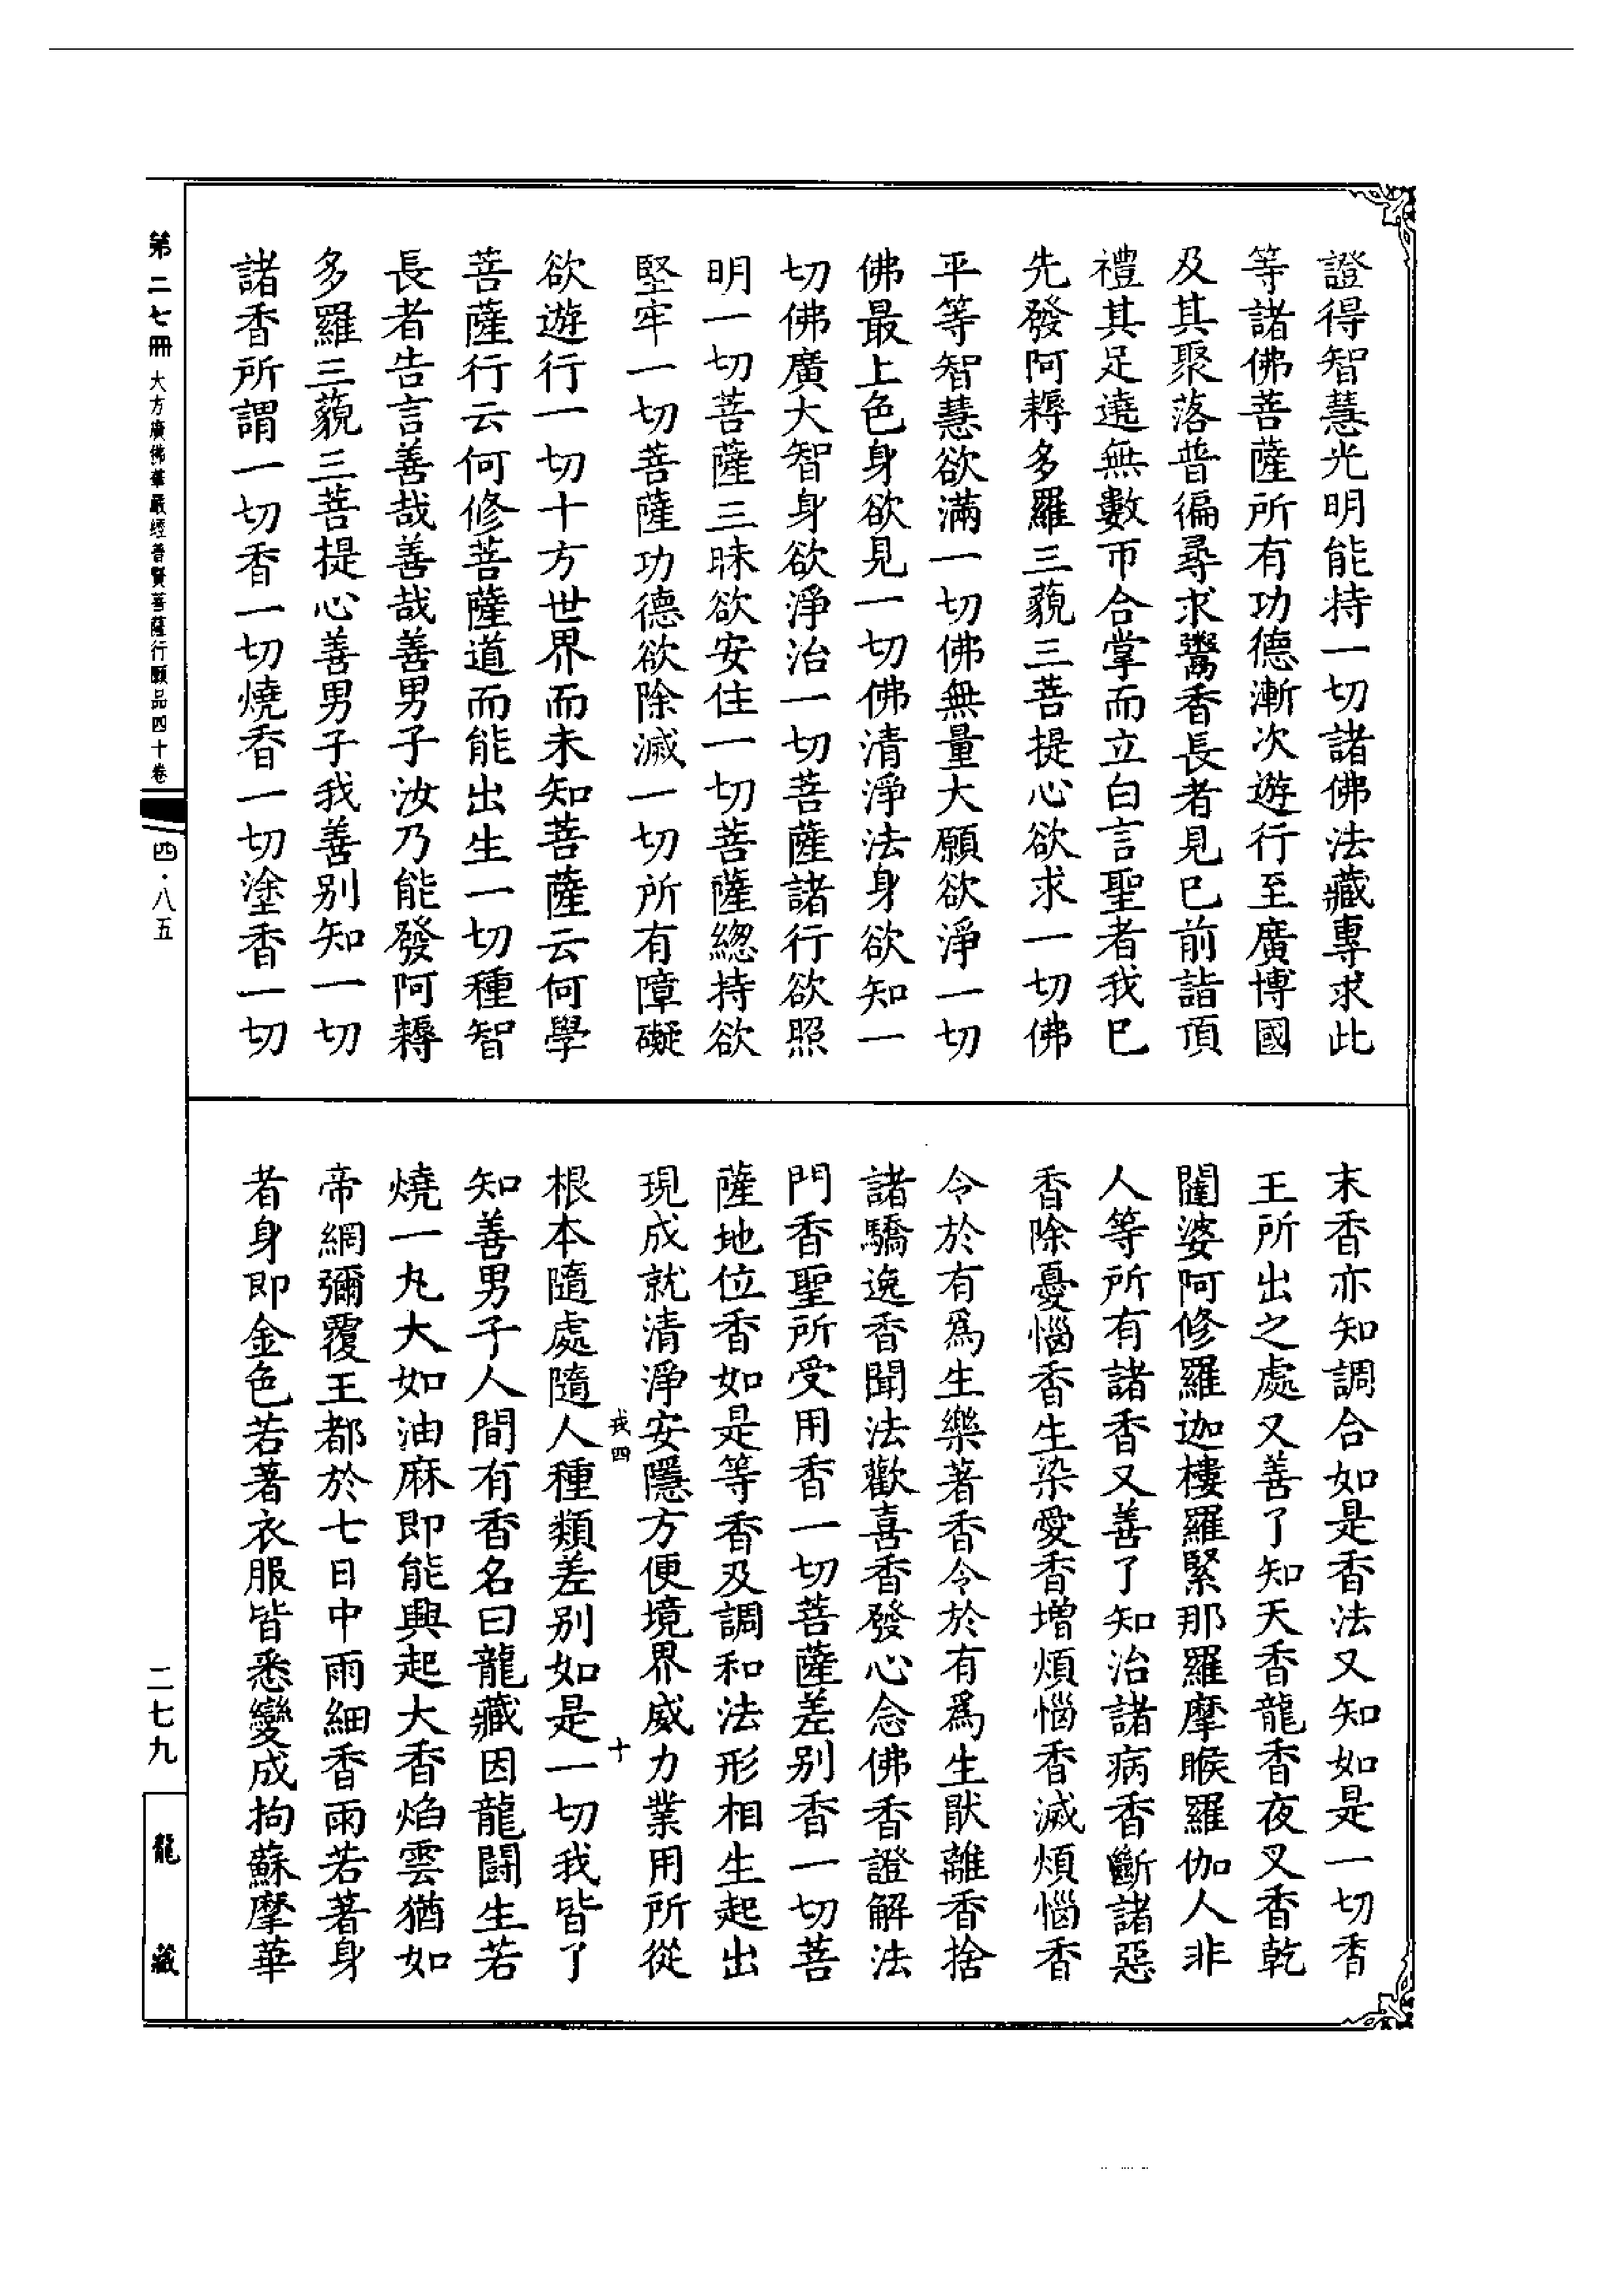 證得智慧光明能持一切諸佛法藏專求此
等諸佛菩薩所有功德漸次遊行至廣博國
及其聚落普徧尋求鬻香長者見已前詣頂
禮其足遶無數帀合掌而立白言聖者我已
先發阿耨多羅三藐三菩提心欲求一切佛
平等智慧欲滿一切佛無量大願欲淨一切
佛最上色身欲見一切佛清淨法身欲知一
切佛廣大智身欲淨治一切菩薩諸行欲照
明一切菩薩三昧欲安住一切菩薩總持欲
堅牢一切菩薩功德欲除滅一切所有障礙
欲遊行一切十方世界而未知菩薩云何學
菩薩行云何修菩薩道而能出生一切種智
長者告言善哉善哉善男子汝乃能發阿耨
多羅三藐三菩提心善男子我善別知一切
諸香所謂一切香一切燒香一切塗香一切
末香亦知調合如是香法又知如是一切香
王所出之處又善了知天香龍香夜叉香乾
闥婆阿修羅迦樓羅緊那羅摩睺羅伽人非
人等所有諸香又善了知治諸病香斷諸惡
香除憂惱香生染愛香增煩惱香滅煩惱香
令於有爲生樂著香令於有爲生猒離香捨
諸驕逸香聞法歡喜香發心念佛香證解法
門香聖所受用香一切菩薩差別香一切菩
薩地位香如是等香及調和法形相生起出
現成就清淨安隱方便境界威力業用所從
我四 十
根本隨處隨人種類差別如是一切我皆了
知善男子人間有香名曰龍藏因龍鬬生若
燒一丸大如油麻即能興起大香焰雲猶如
帝網彌覆王都於七日中雨細香雨若著身
者身即金色若著衣服皆悉變成拘蘇摩華
第二七冊 大方廣佛華嚴經普賢菩薩行願品四十卷 四·八五
二七九
龍藏